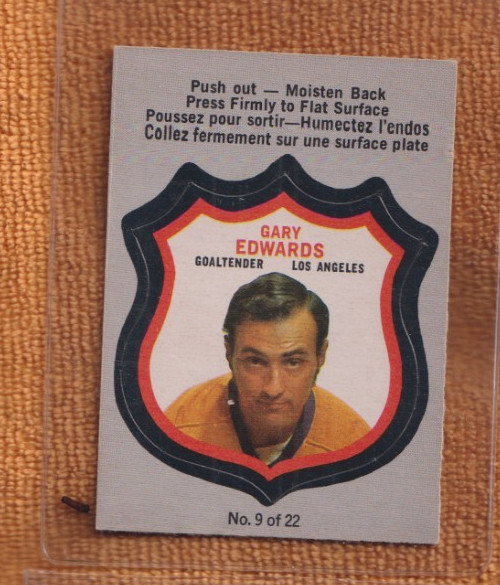 Push out — Moisten Back
Press Firmly to Flat Surface
Poussez pour sortir—Humectez l'endos
Collez fermement sur une surface plate
GARY
EDWARDS
GOALTENDER LOS ANGELES
No. 9 of 22